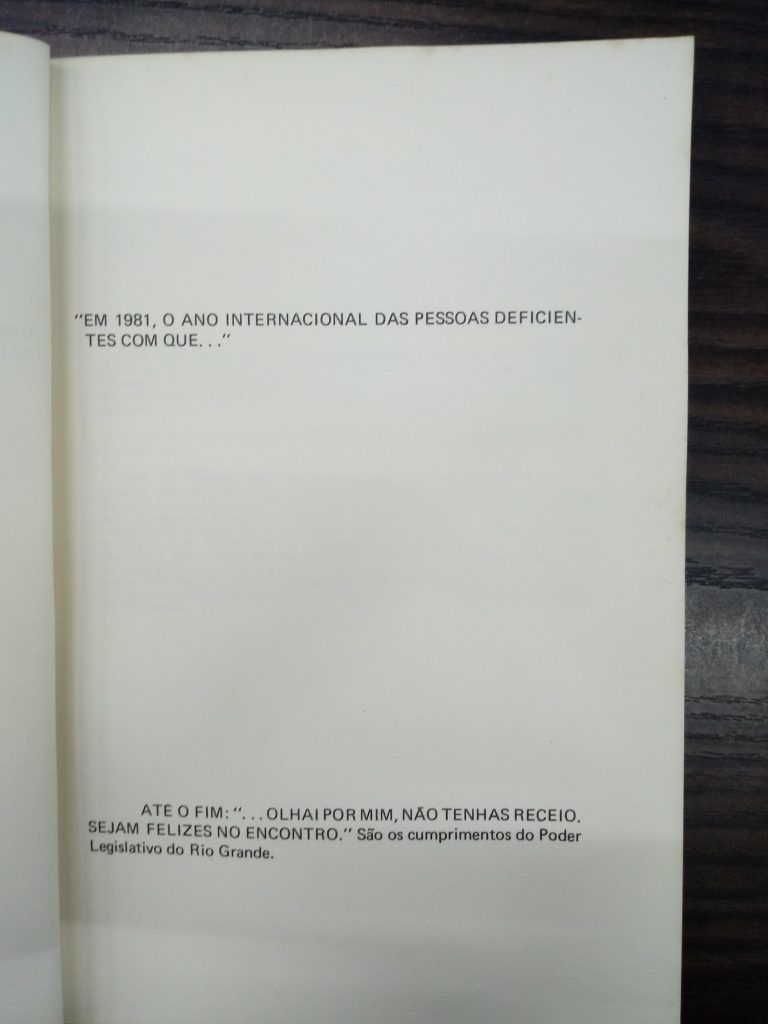 "EM 1981, O ANO INTERNACIONAL DAS PESSOAS DEFICIEN-
TES COM QUE. . ."
ATÉ O FIM: ". . . OLHAI POR MIM, NÃO TENHAS RECEIO.
SEJAM FELIZES NO ENCONTRO." São os cumprimentos do Poder
Legislativo do Rio Grande.